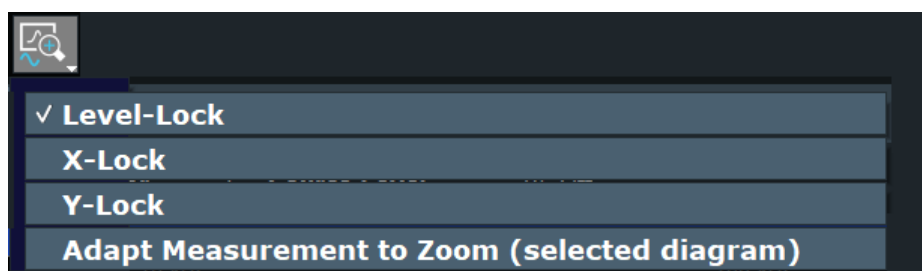 ✓ Level-Lock
X-Lock
Y-Lock
Adapt Measurement to Zoom (selected diagram)